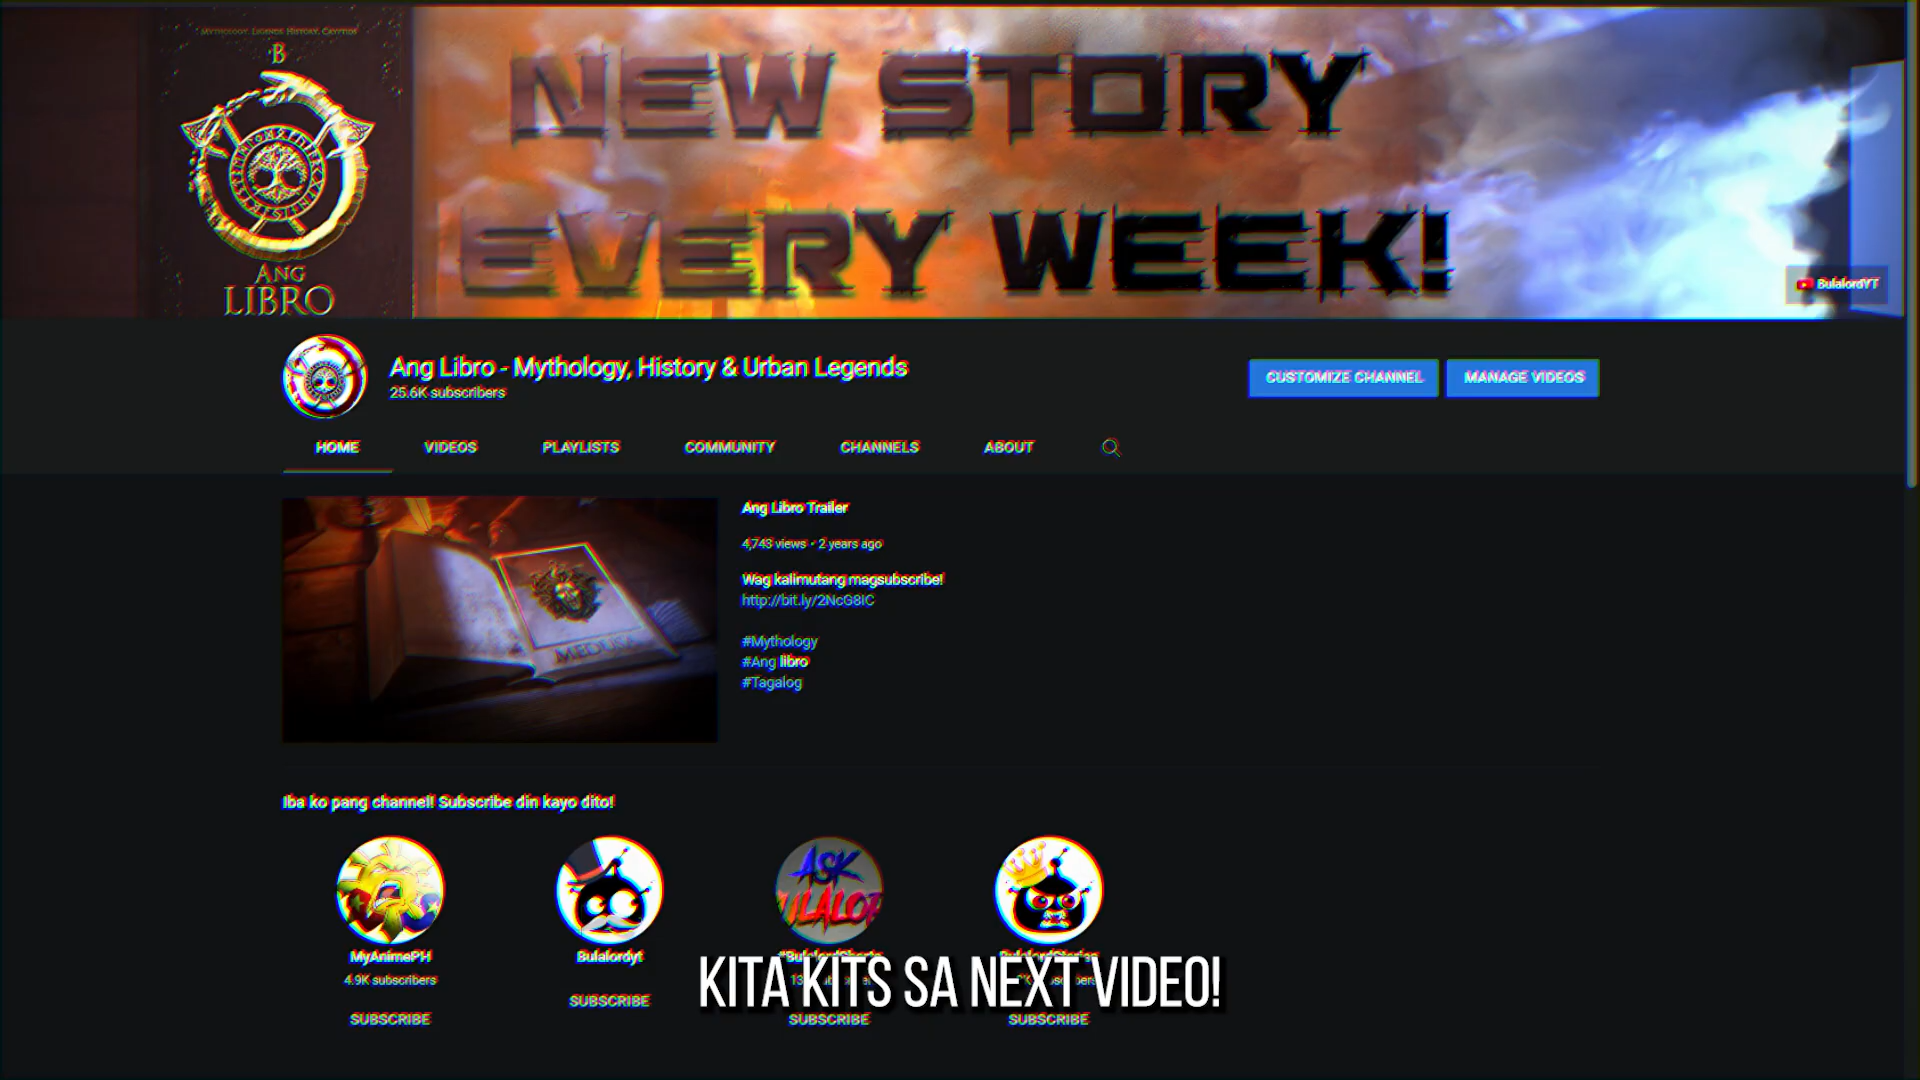 MYTHOLOGY, LEGENDS, HISTORY, CRYPTIDS
B
ANG
LIBRO
NEW STORY
EVERY WEEK!
BulalordYT
Ang Libro - Mythology, History & Urban Legends
25.6K subscribers
CUSTOMIZE CHANNEL
MANAGE VIDEOS
HOME VIDEOS PLAYLISTS COMMUNITY CHANNELS ABOUT
MEDUSA
Ang Libro Trailer
4,743 views • 2 years ago
Wag kalimutang magsubscribe!
http://bit.ly/2NcG8IC
#Mythology
#Ang libro
#Tagalog
Iba ko pang channel! Subscribe din kayo dito!
ASK
MyAnimePH
Bulalordyt
4.9K subscribers
KITA KITS SA NEXT VIDEO!
SUBSCRIBE
SUBSCRIBE
SUBSCRIBE
SUBSCRIBE